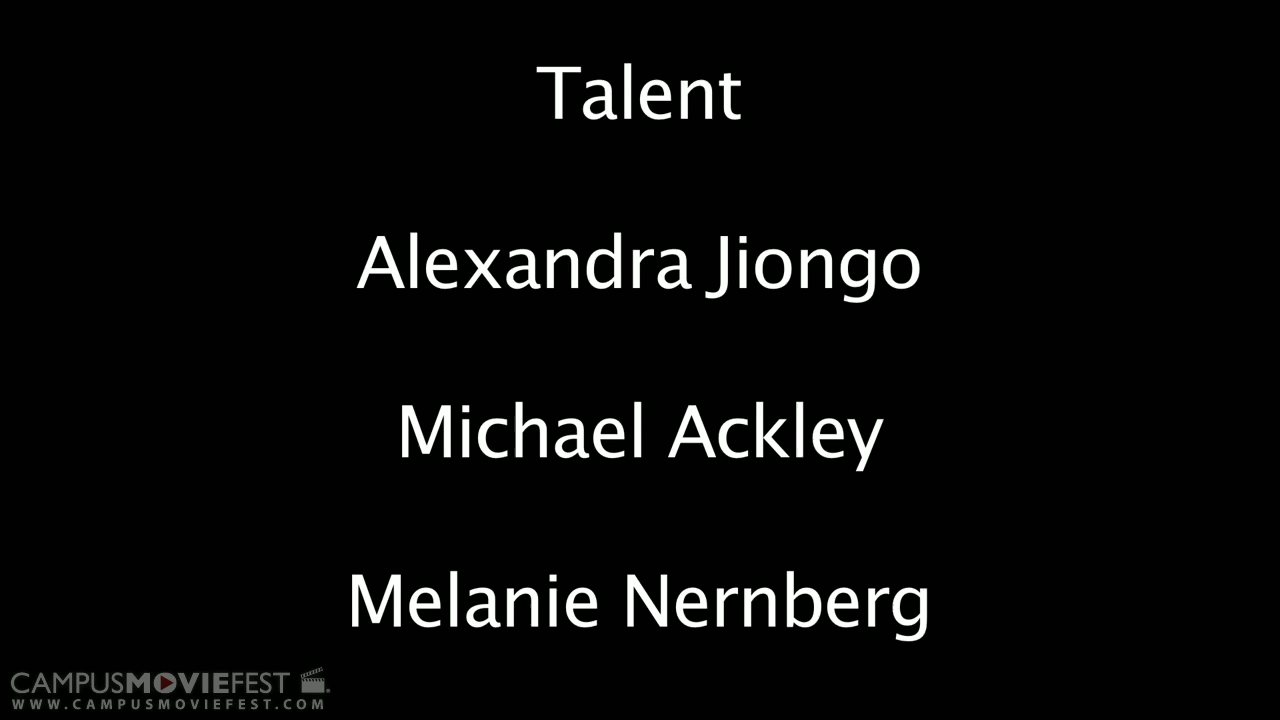 Talent
Alexandra Jiongo
Michael Ackley
Melanie Nernberg
CAMPUSMOVIEFEST
WWW.CAMPUSMOVIEFEST.COM